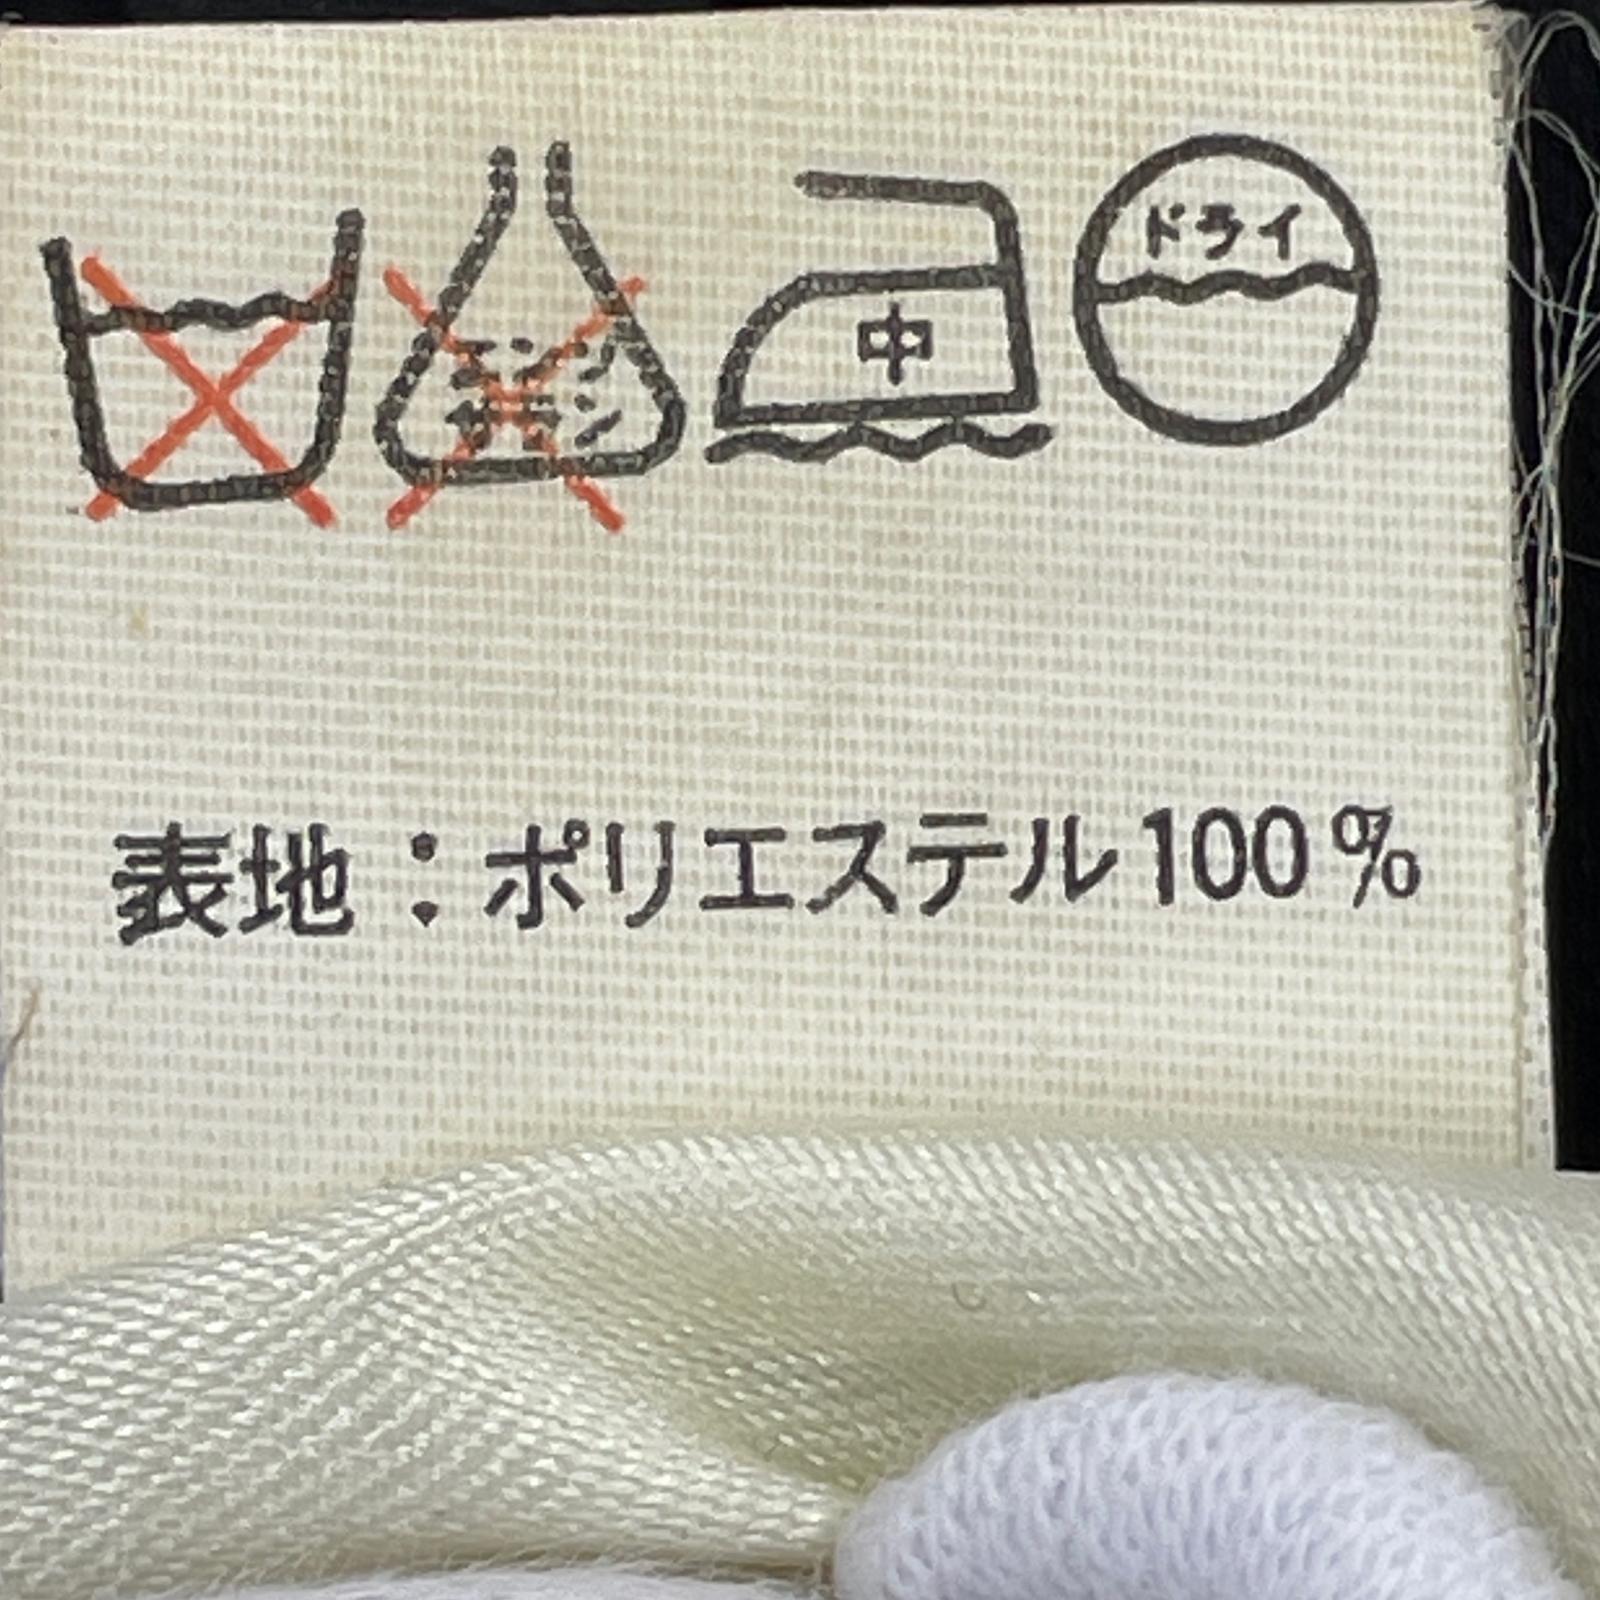 エンソ
サラシ
中
ドライ
表地：ポリエステル100%